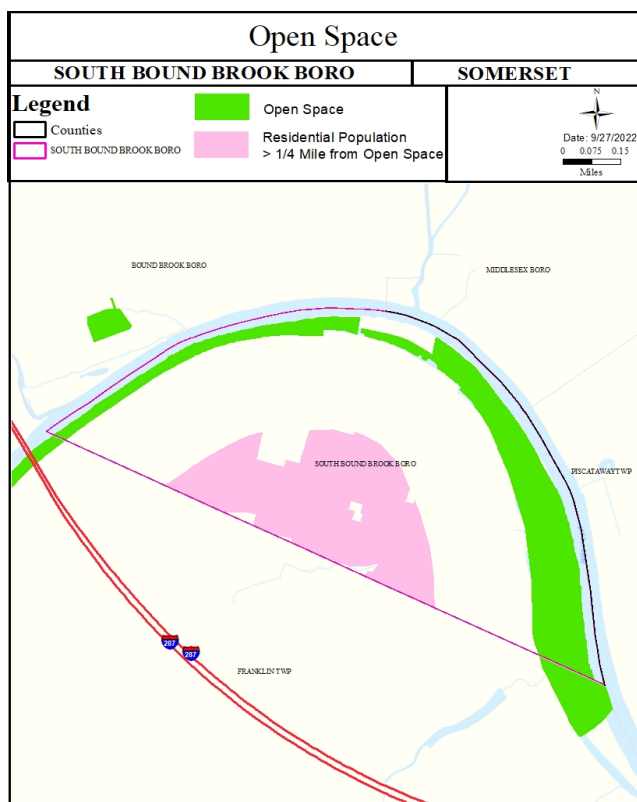 Open Space
SOUTH BOUND BROOK BORO
SOMERSET
Legend
Counties
SOUTH BOUND BROOK BORO
Open Space
Residential Population
> 1/4 Mile from Open Space
N
Date: 9/27/2022
0 0.075 0.15
Miles
BOUND BROOK BORO
MIDDLESEX BORO
SOUTH BOUND BROOK BORO
PISCATAWAYTWP
287
287
FRANKLIN TWP